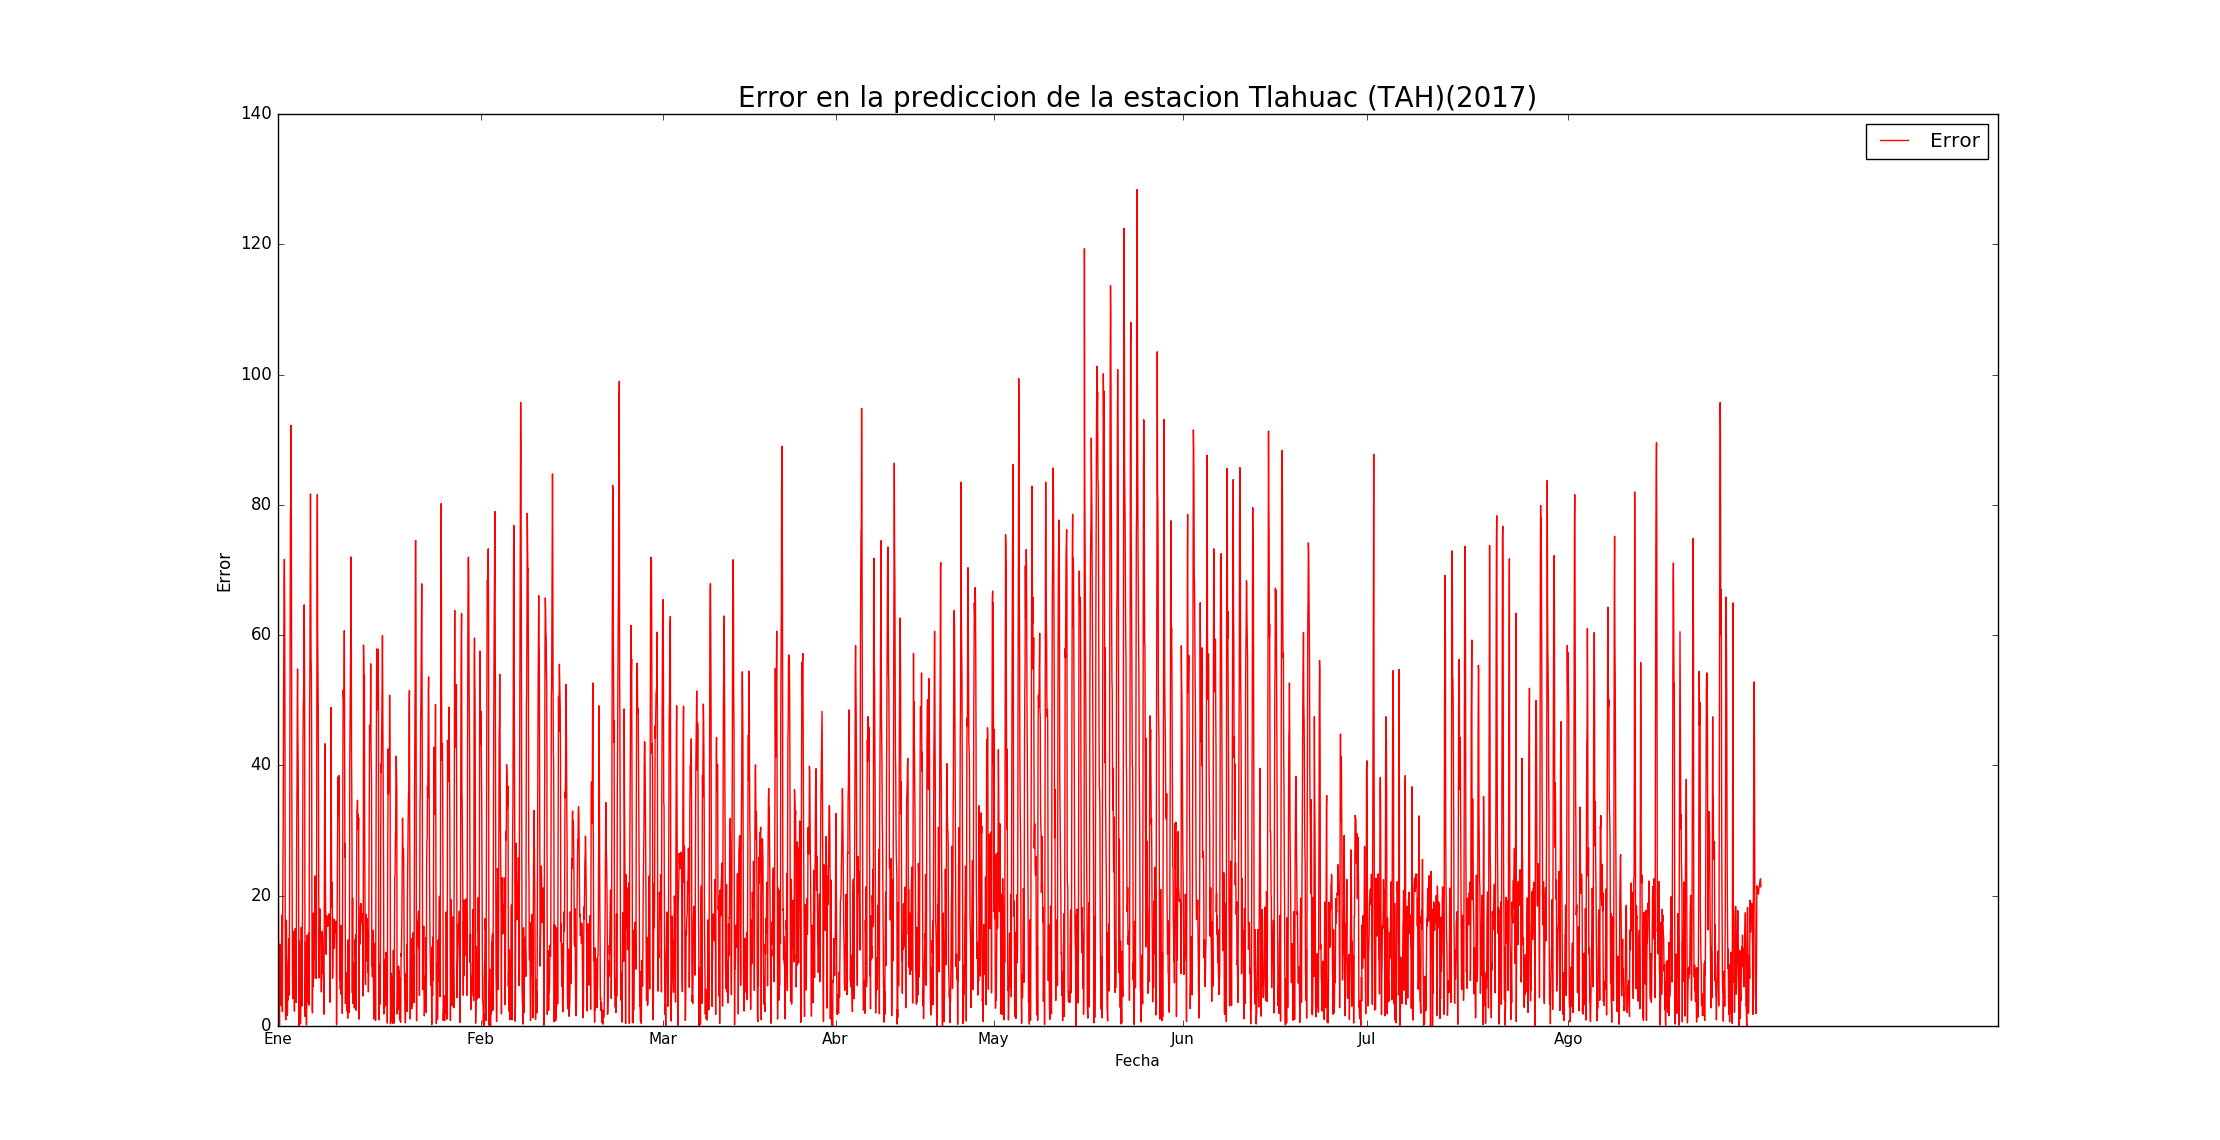 Error en la prediccion de la estacion Tlahuac (TAH)(2017)
Error
140
120
100
80
60
40
20
0
Error
Ene Feb Mar Abr May Jun Jul Ago
Fecha